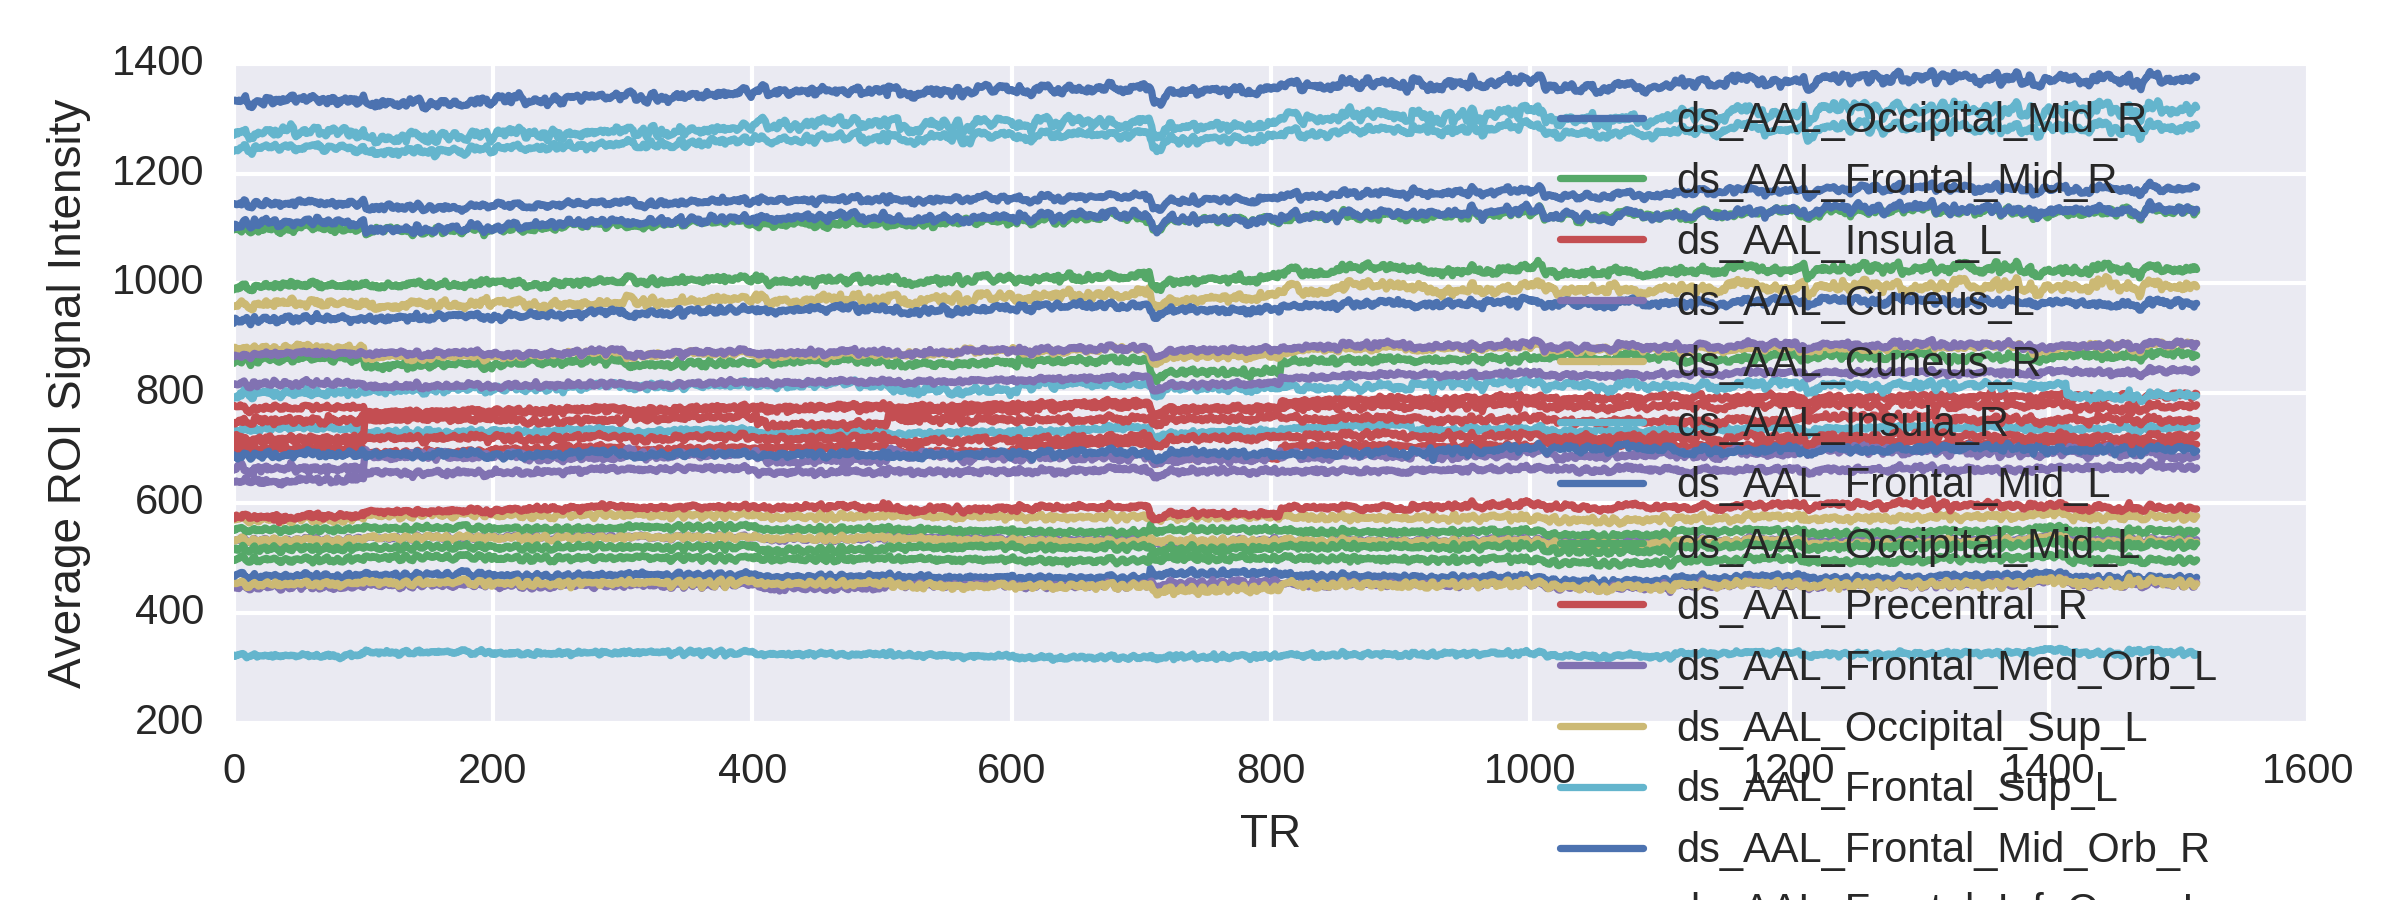 Average ROI Signal Intensity
1400
1200
1000
800
600
400
200
0 200 400 600 800 1000 1200 1400 1600
TR
ds_AAL_Occipital_Mid_R
ds_AAL_Frontal_Mid_R
ds_AAL_Insula_L
ds_AAL_Cuneus_L
ds_AAL_Cuneus_R
ds_AAL_Insula_R
ds_AAL_Frontal_Mid_L
ds_AAL_Occipital_Mid_L
ds_AAL_Precentral_R
ds_AAL_Frontal_Med_Orb_L
ds_AAL_Occipital_Sup_L
ds_AAL_Frontal_Sup_L
ds_AAL_Frontal_Mid_Orb_R